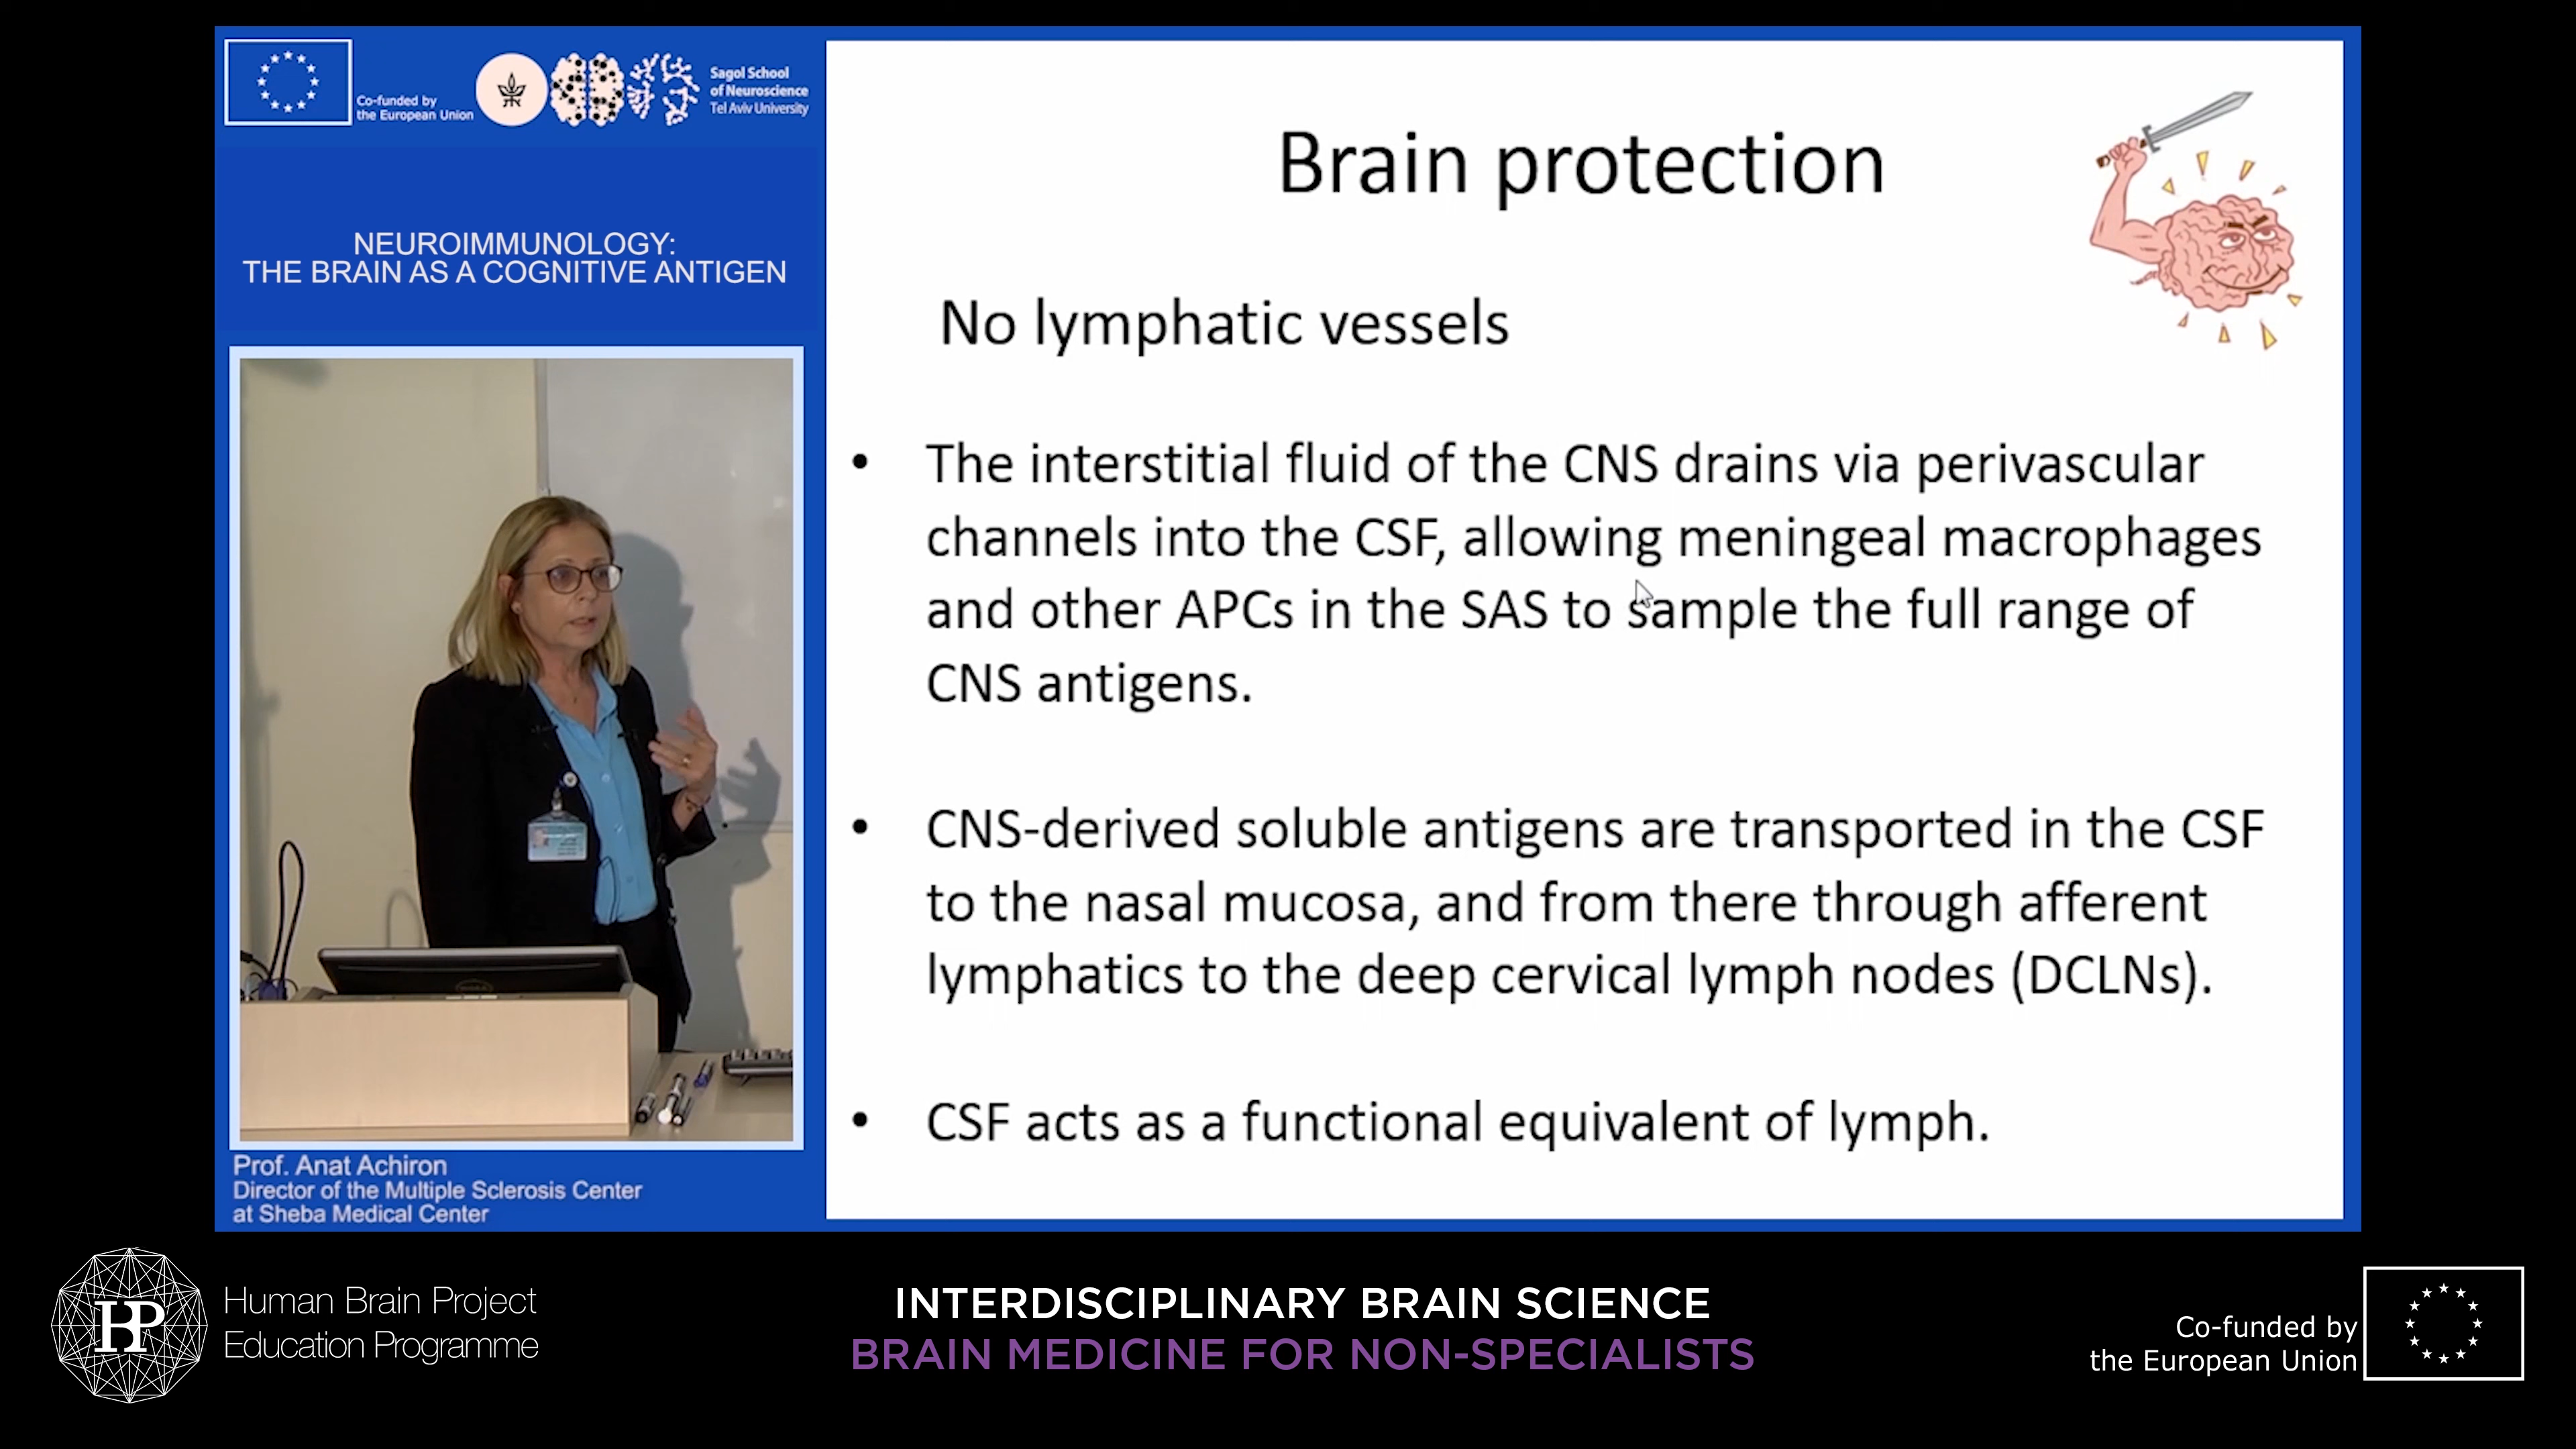 Co-funded by
the European Union
Sagol School
of Neuroscience
Tel Aviv University
NEUROIMMUNOLOGY:
THE BRAIN AS A COGNITIVE ANTIGEN
Prof. Anat Achiron
Director of the Multiple Sclerosis Center
at Sheba Medical Center
Brain protection
No lymphatic vessels
• The interstitial fluid of the CNS drains via perivascular
channels into the CSF, allowing meningeal macrophages
and other APCs in the SAS to sample the full range of
CNS antigens.
• CNS-derived soluble antigens are transported in the CSF
to the nasal mucosa, and from there through afferent
lymphatics to the deep cervical lymph nodes (DCLNs).
• CSF acts as a functional equivalent of lymph.
HBP
Human Brain Project
Education Programme
INTERDISCIPLINARY BRAIN SCIENCE
BRAIN MEDICINE FOR NON-SPECIALISTS
Co-funded by
the European Union